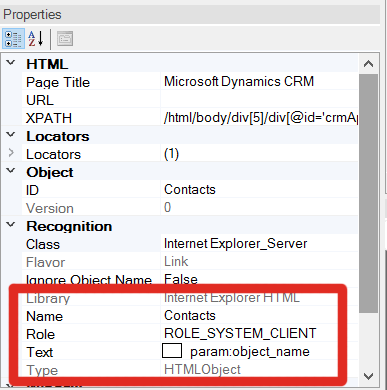 Properties
HTML
Page Title Microsoft Dynamics CRM
URL
XPATH /html/body/div[5]/div[@id='crmAp
Locators
Locators (1)
Object
ID Contacts
Version 0
Recognition
Class Internet Explorer_Server
Flavor Link
Ignore Object Name False
Library Internet Explorer HTML
Name Contacts
Role ROLE_SYSTEM_CLIENT
Text param:object_name
Type HTMLObject